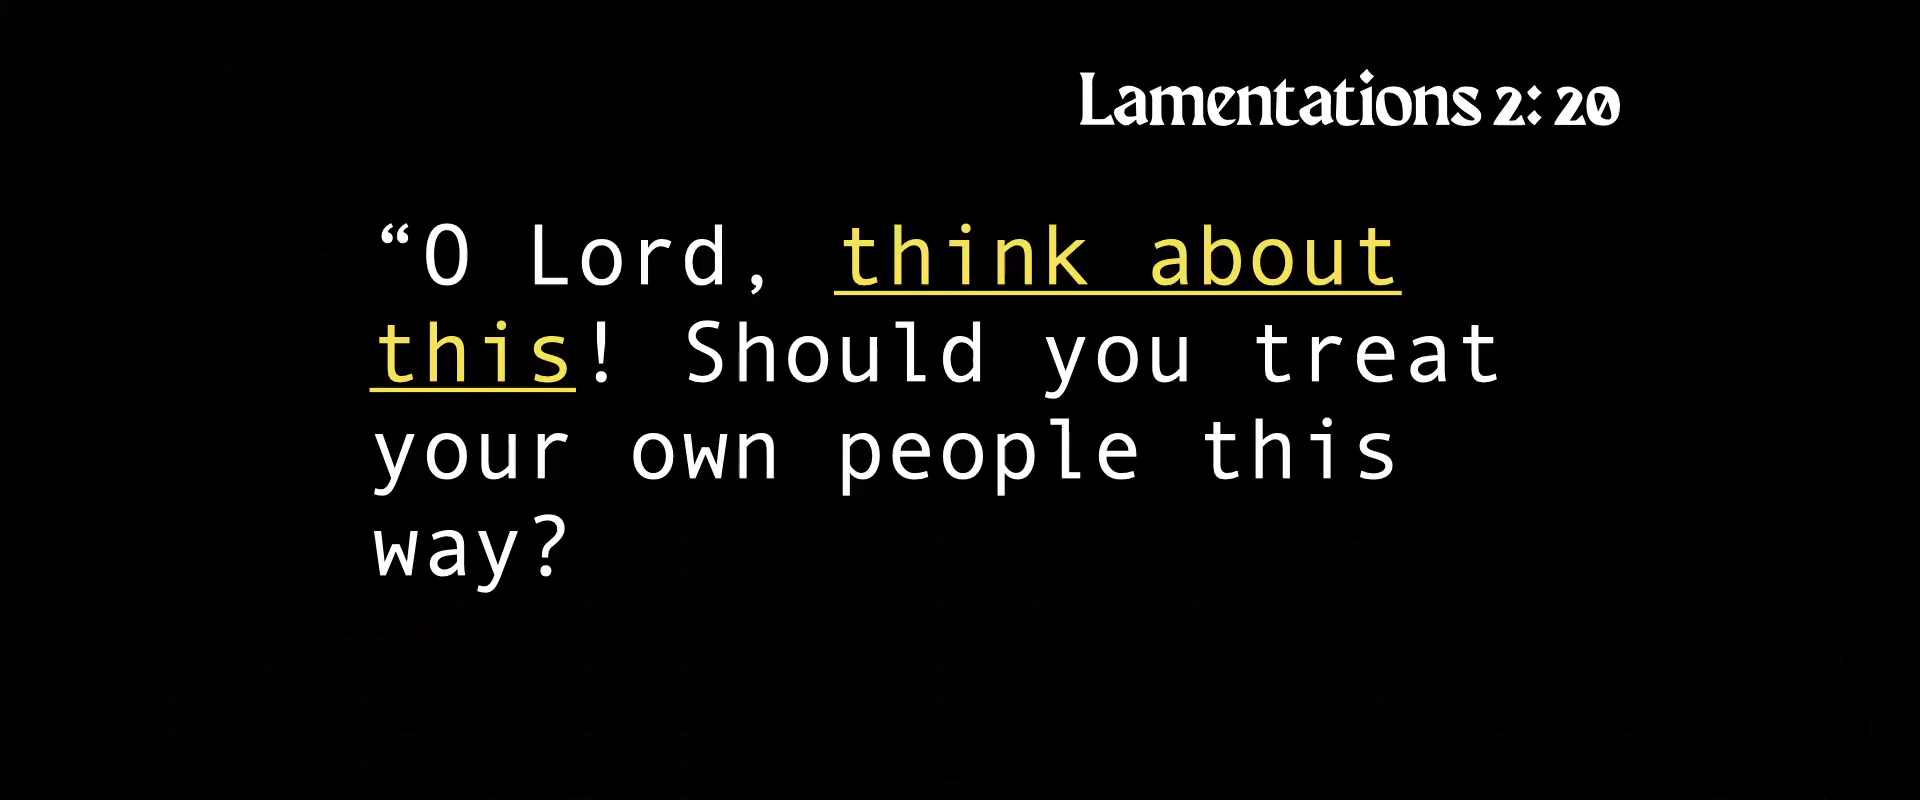 Lamentations 2: 20
“O Lord, think about
this! Should you treat
your own people this
way?